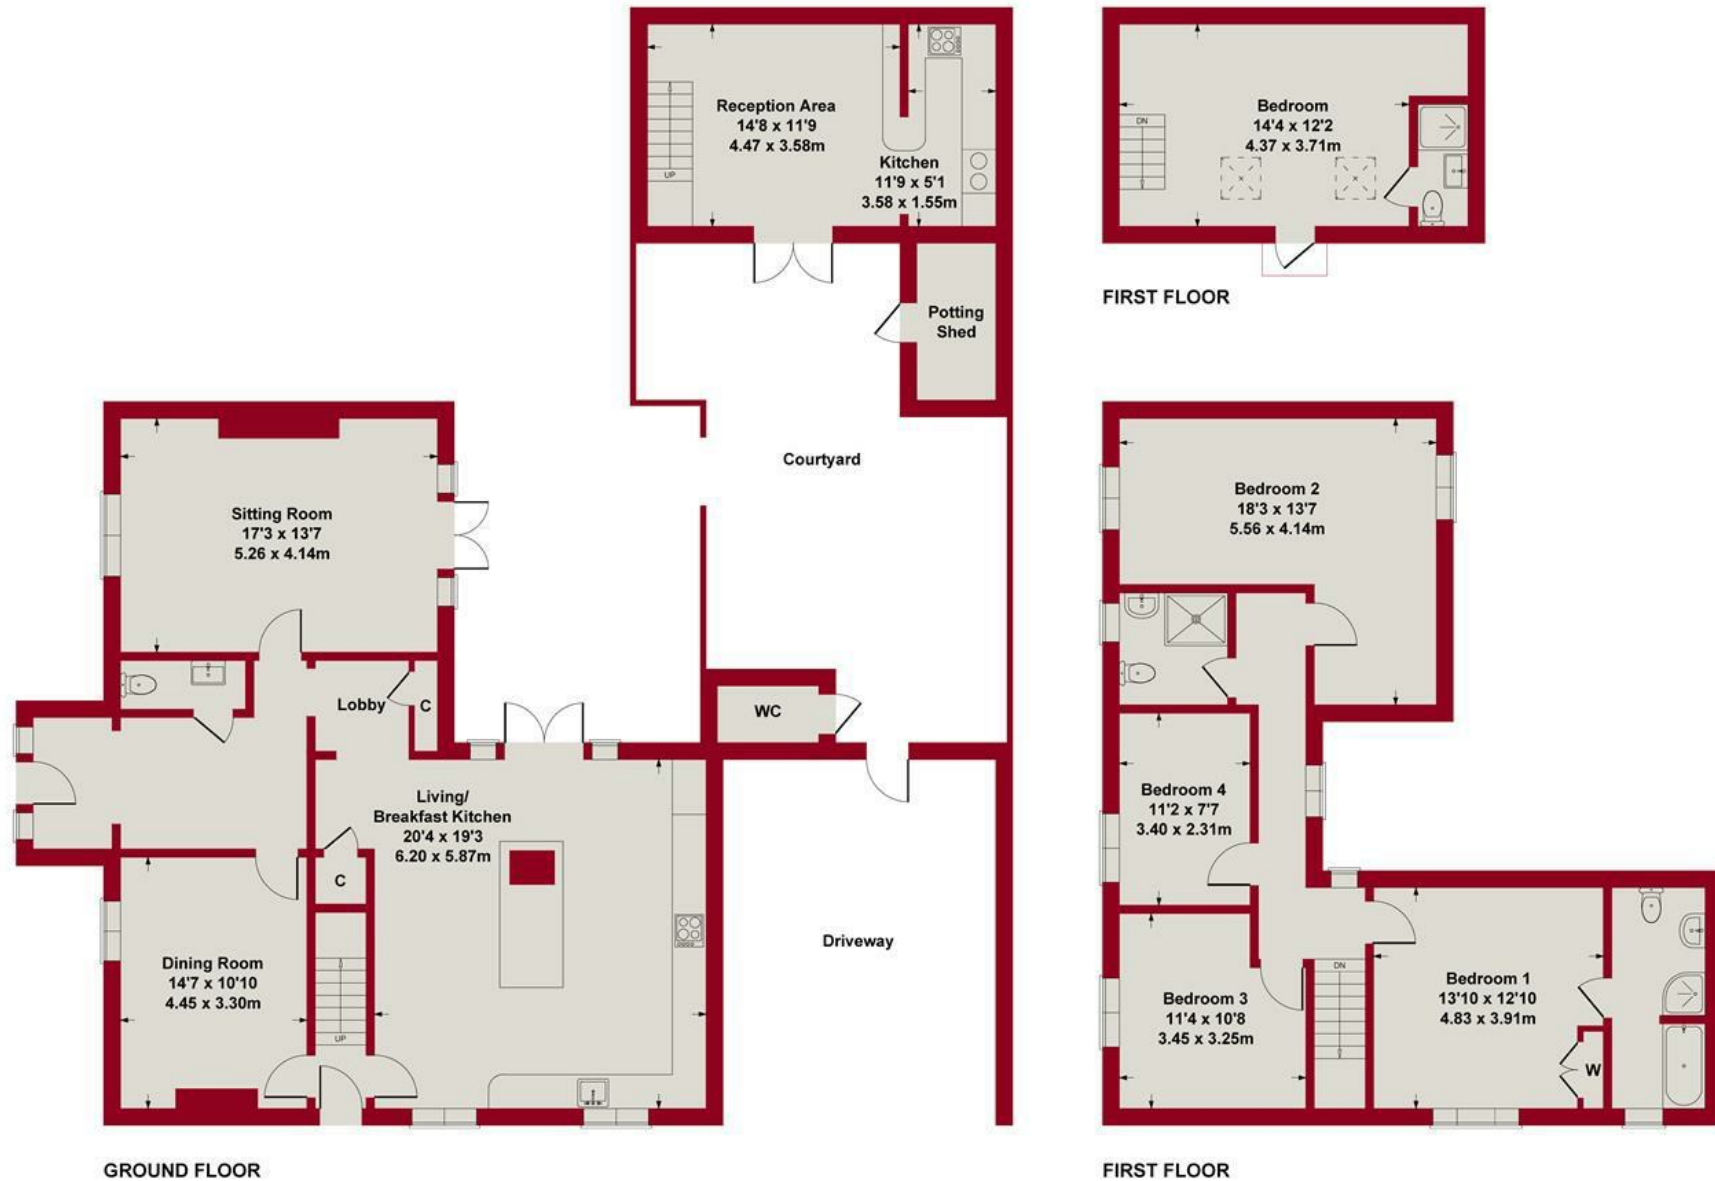 Reception Area
14'8 x 11'9
4.47 x 3.58m
UP
Kitchen
11'9 x 5'1
3.58 x 1.55m
Potting
Shed
Courtyard
Sitting Room
17'3 x 13'7
5.26 x 4.14m
Lobby
C
WC
Living/
Breakfast Kitchen
20'4 x 19'3
6.20 x 5.87m
C
Driveway
Dining Room
14'7 x 10'10
4.45 x 3.30m
UP
GROUND FLOOR
Bedroom
14'4 x 12'2
4.37 x 3.71m
DN
FIRST FLOOR
Bedroom 2
18'3 x 13'7
5.56 x 4.14m
Bedroom 4
11'2 x 7'7
3.40 x 2.31m
Bedroom 3
11'4 x 10'8
3.45 x 3.25m
DN
Bedroom 1
13'10 x 12'10
4.83 x 3.91m
W
FIRST FLOOR